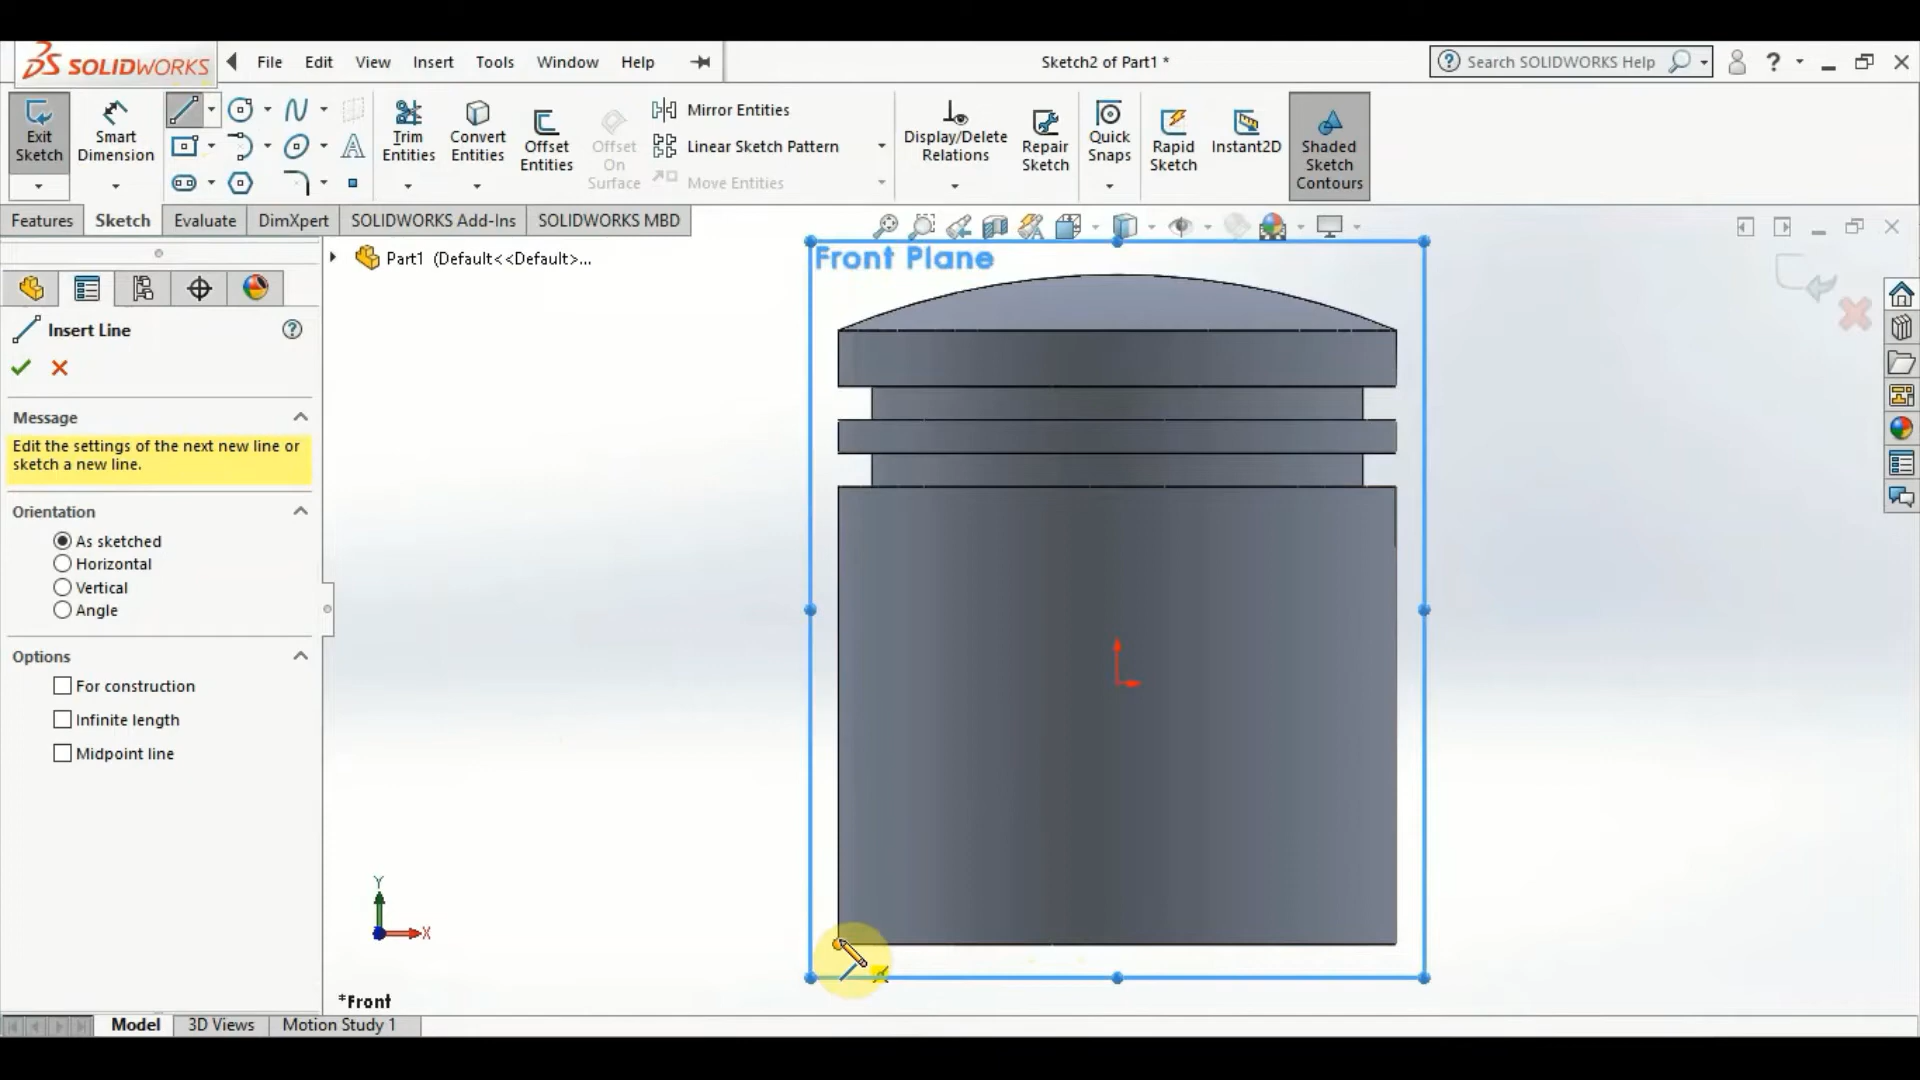 SOLIDWORKS
File Edit View Insert Tools Window Help
Sketch2 of Part1 *
Search SOLIDWORKS Help
Exit Sketch
Smart Dimension
Trim Entities
Convert Entities
Offset Entities
Offset On Surface
Mirror Entities
Linear Sketch Pattern
Move Entities
Display/Delete Relations
Repair Sketch
Quick Snaps
Rapid Sketch
Instant2D
Shaded Sketch Contours
Features Sketch Evaluate DimXpert SOLIDWORKS Add-Ins SOLIDWORKS MBD
Part1 (Default<<Default>...
Front Plane
Insert Line
Message
Edit the settings of the next new line or
sketch a new line.
Orientation
As sketched
Horizontal
Vertical
Angle
Options
For construction
Infinite length
Midpoint line
Y
X
*Front
Model 3D Views Motion Study 1